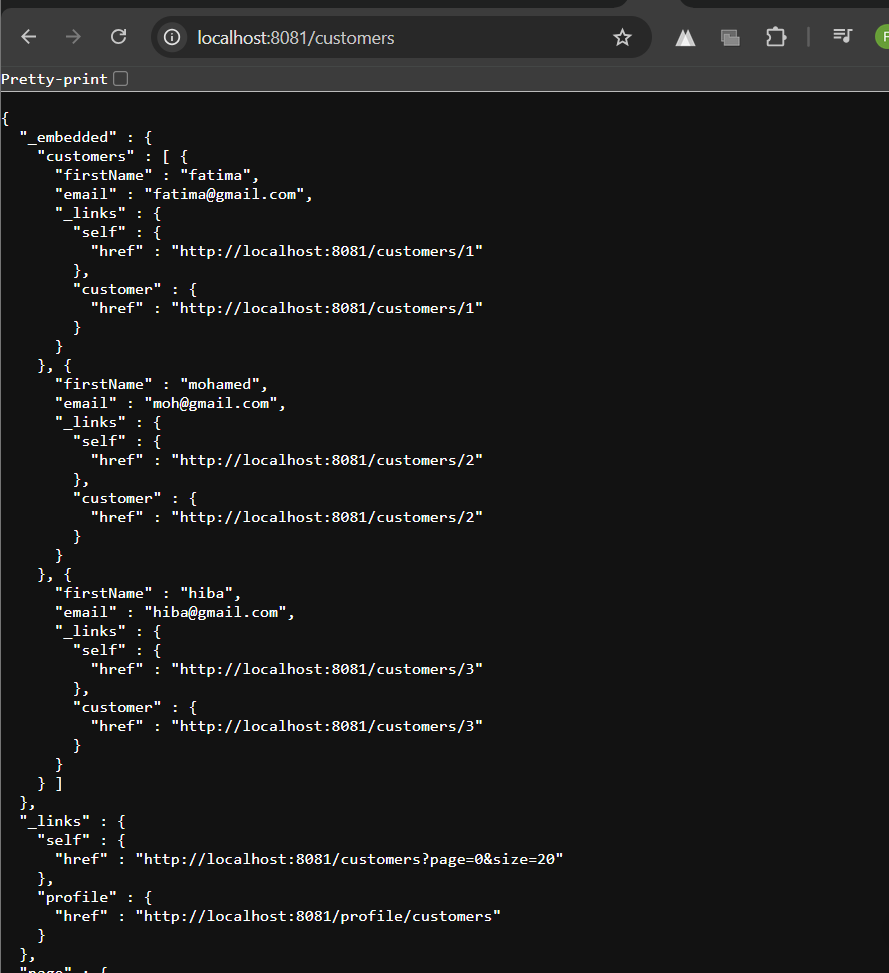 localhost:8081/customers
F
Pretty-print
{
  "_embedded" : {
    "customers" : [ {
      "firstName" : "fatima",
      "email" : "fatima@gmail.com",
      "_links" : {
        "self" : {
          "href" : "http://localhost:8081/customers/1"
        },
        "customer" : {
          "href" : "http://localhost:8081/customers/1"
        }
      }
    }, {
      "firstName" : "mohamed",
      "email" : "moh@gmail.com",
      "_links" : {
        "self" : {
          "href" : "http://localhost:8081/customers/2"
        },
        "customer" : {
          "href" : "http://localhost:8081/customers/2"
        }
      }
    }, {
      "firstName" : "hiba",
      "email" : "hiba@gmail.com",
      "_links" : {
        "self" : {
          "href" : "http://localhost:8081/customers/3"
        },
        "customer" : {
          "href" : "http://localhost:8081/customers/3"
        }
      }
    } ]
  },
  "_links" : {
    "self" : {
      "href" : "http://localhost:8081/customers?page=0&size=20"
    },
    "profile" : {
      "href" : "http://localhost:8081/profile/customers"
    }
  },
  "page" : {